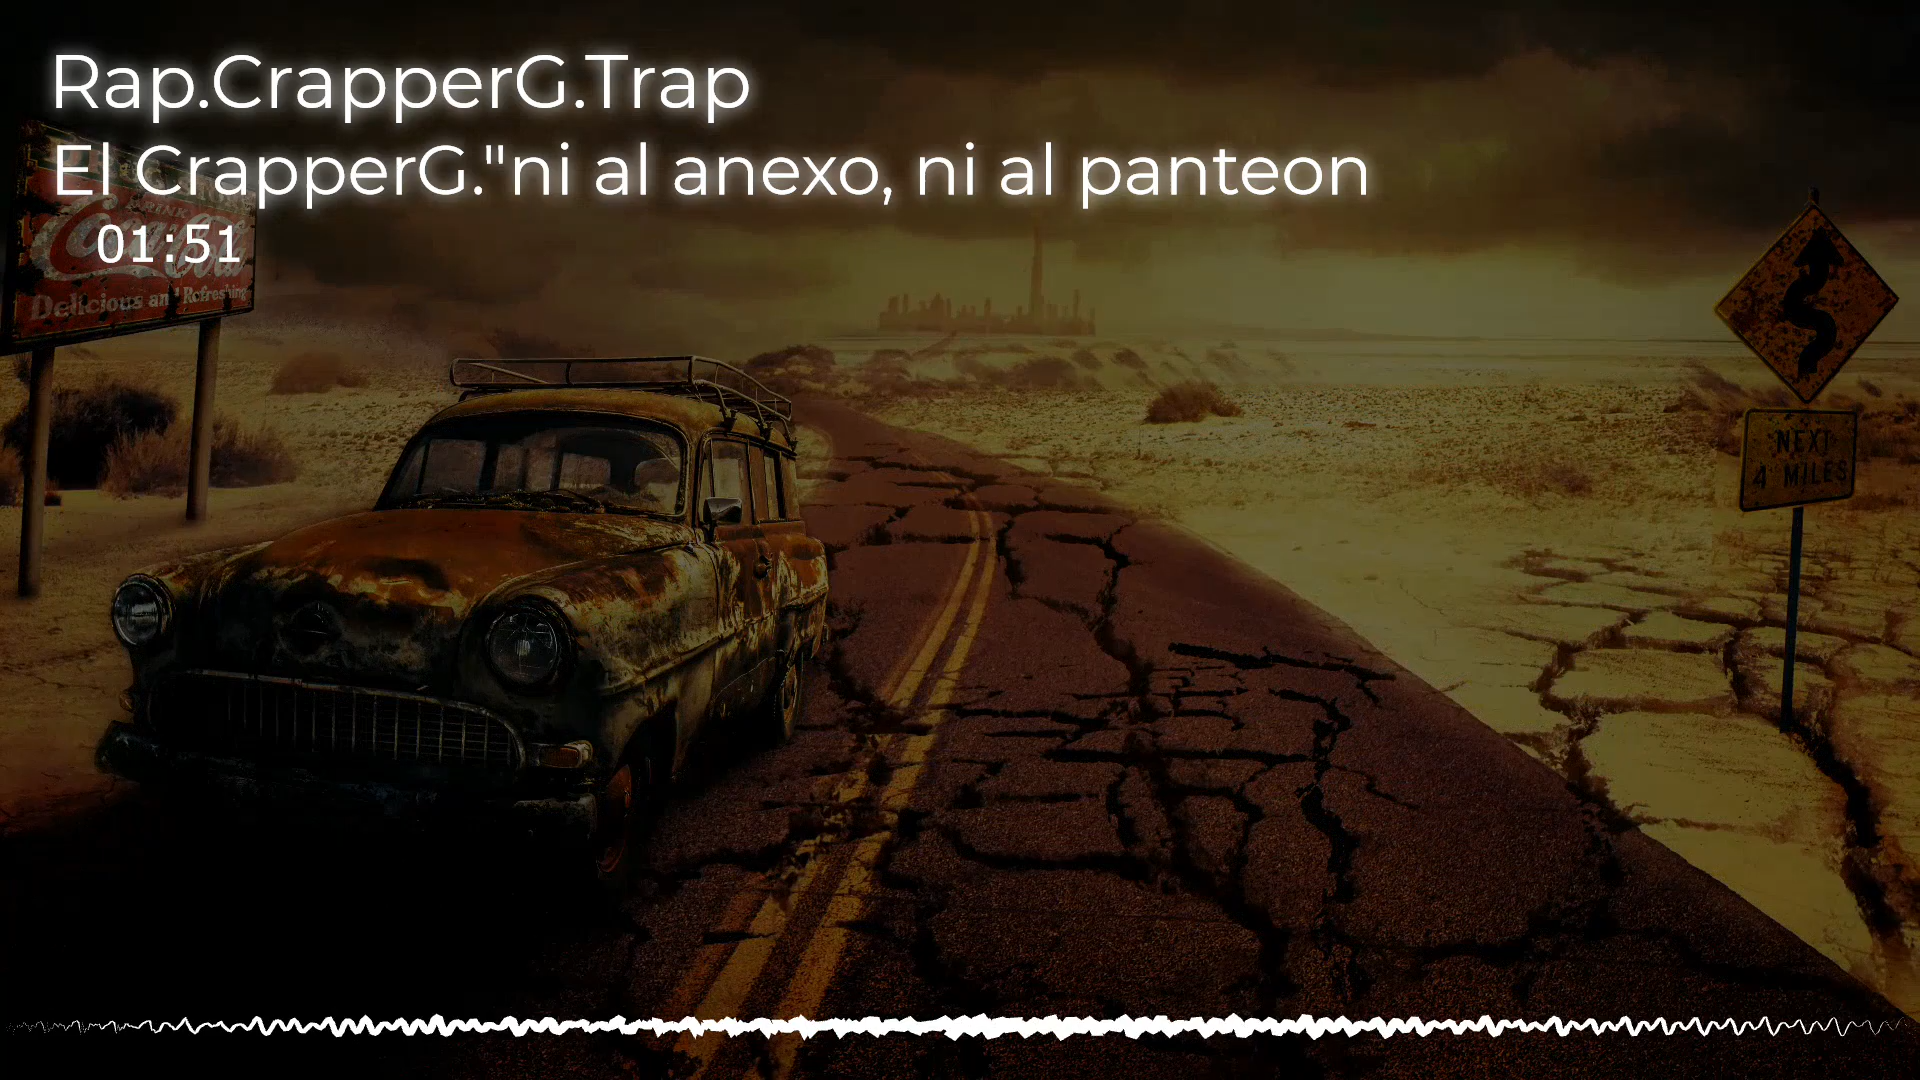 Rap.CrapperG.Trap
El CrapperG."ni al anexo, ni al panteon
01:51
DRINK
Coca-Cola
Delicious and Refreshing
NEXT
4 MILES